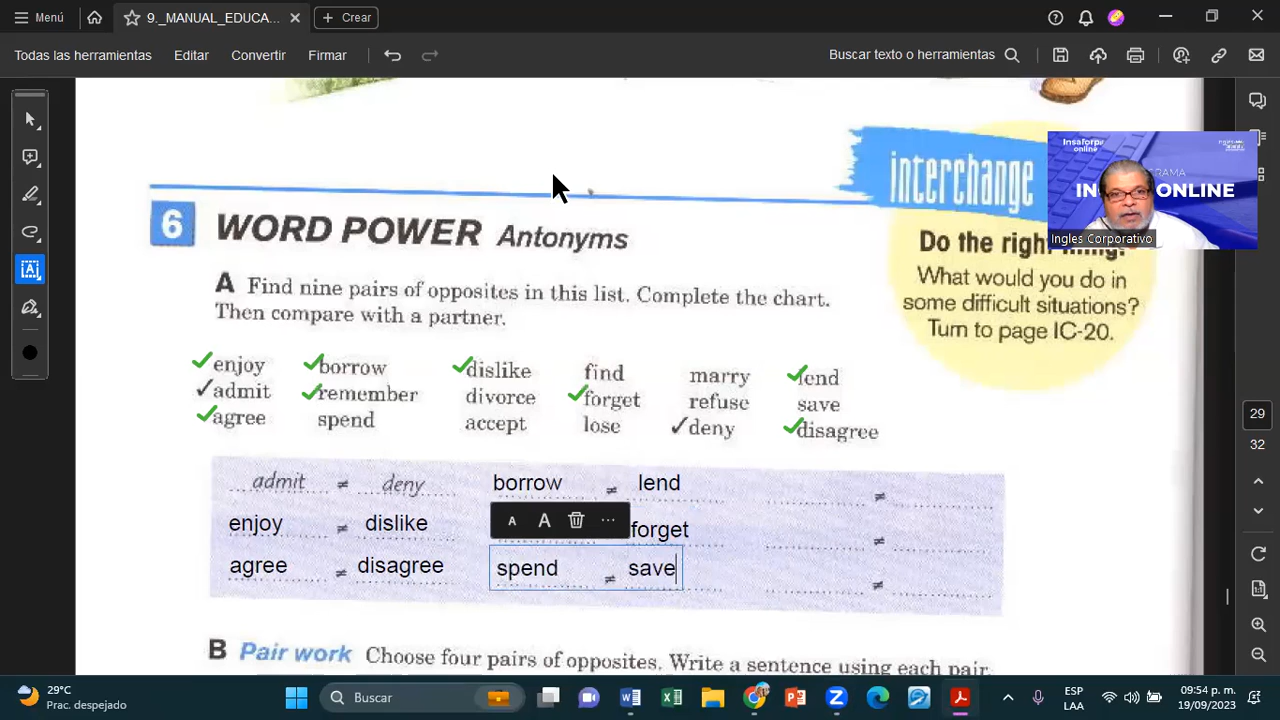 Menú
9._MANUAL_EDUCA...
Crear
Todas las herramientas
Editar
Convertir
Firmar
Buscar texto o herramientas
interchange
Insaforp online
INS ONLINE
Ingles Corporativo
6 WORD POWER Antonyms
Do the right thing!
What would you do in
some difficult situations?
Turn to page IC-20.
A Find nine pairs of opposites in this list. Complete the chart.
Then compare with a partner.
enjoy borrow dislike find marry lend
admit remember divorce forget refuse save
agree spend accept lose deny disagree
admit ≠ deny borrow ≠ lend ≠
enjoy ≠ dislike forget ≠
agree ≠ disagree spend ≠ save ≠
A A ...
29
32
B Pair work Choose four pairs of opposites. Write a sentence using each pair.
29°C
Prec. despejado
Buscar
ESP
LAA
09:54 p. m.
19/09/2023